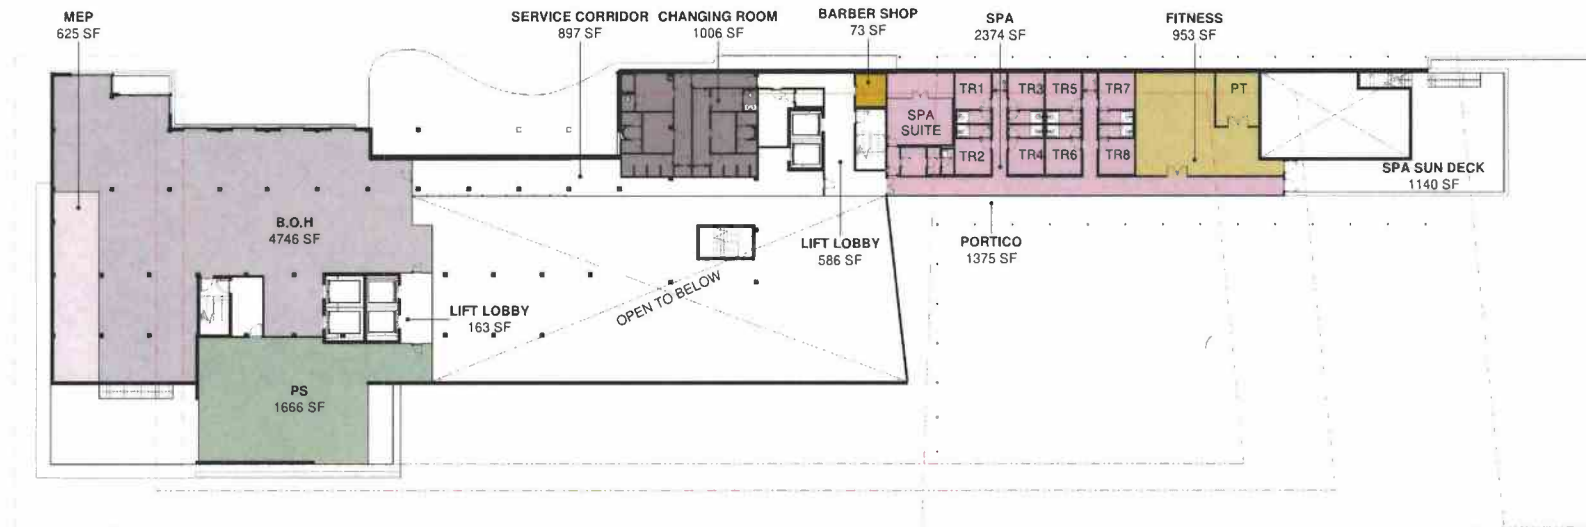 MEP
625 SF
SERVICE CORRIDOR
897 SF
CHANGING ROOM
1006 SF
BARBER SHOP
73 SF
SPA
2374 SF
FITNESS
953 SF
TR1
TR3
TR5
TR7
PT
SPA
SUITE
TR2
TR4
TR6
TR8
SPA SUN DECK
1140 SF
B.O.H
4746 SF
LIFT LOBBY
586 SF
PORTICO
1375 SF
OPEN TO BELOW
LIFT LOBBY
163 SF
PS
1666 SF